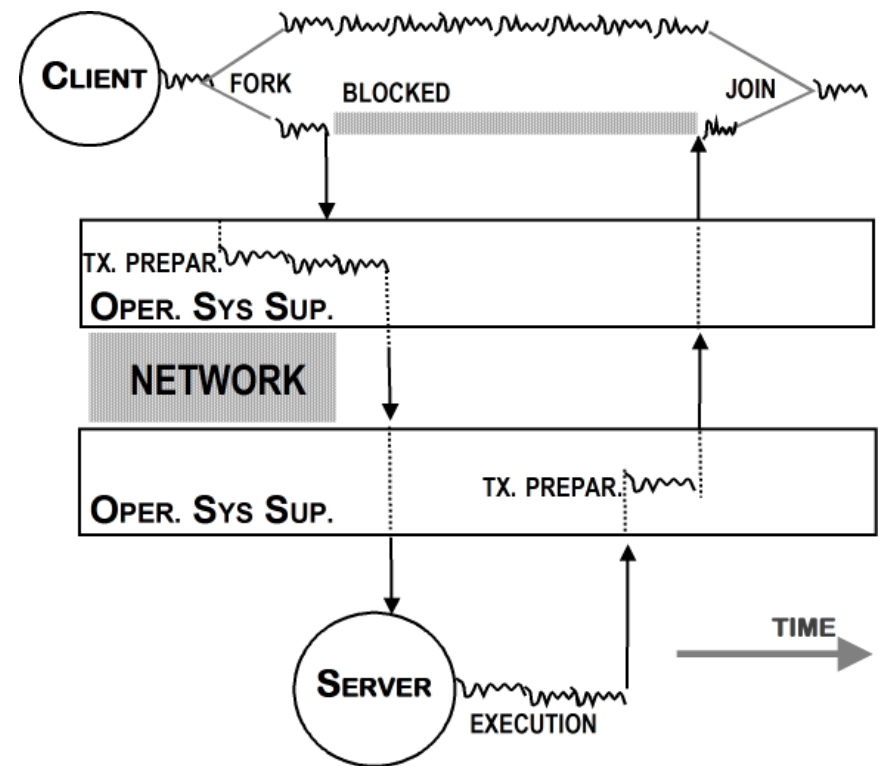 CLIENT
FORK
BLOCKED
JOIN
TX. PREPAR.
OPER. SYS SUP.
NETWORK
TX. PREPAR.
OPER. SYS SUP.
TIME
SERVER
EXECUTION